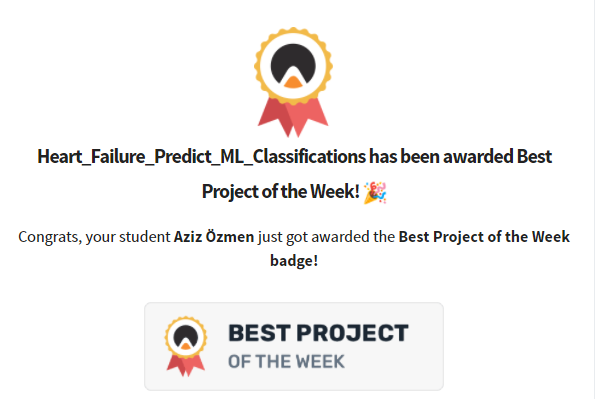 Heart_Failure_Predict_ML_Classifications has been awarded Best
Project of the Week! 🎉
Congrats, your student Aziz Özmen just got awarded the Best Project of the Week
badge!
BEST PROJECT
OF THE WEEK